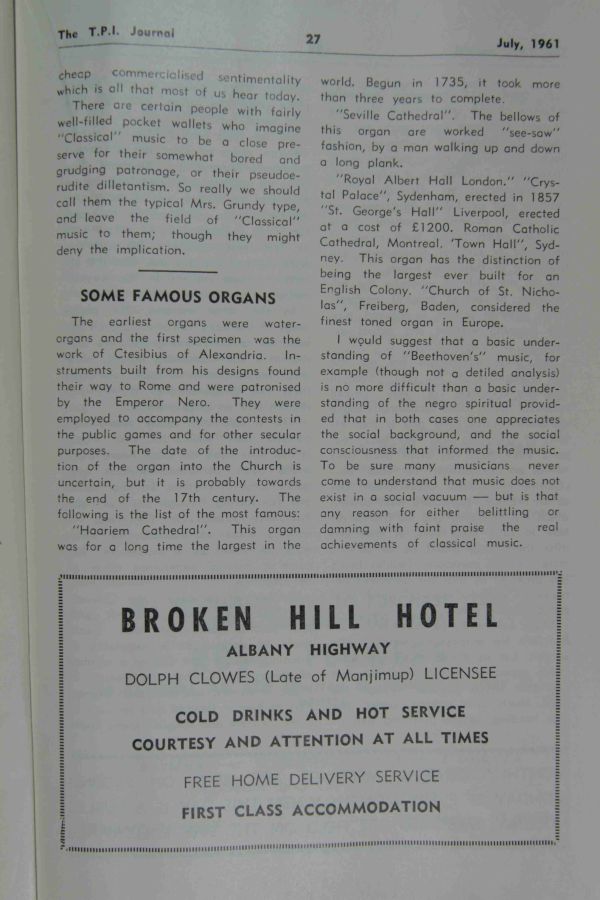 The T.P.I. Journal
27
July, 1961
cheap commercialised sentimentality
which is all that most of us hear today.
There are certain people with fairly
well-filled pocket wallets who imagine
"Classical" music to be a close pre-
serve for their somewhat bored and
grudging patronage, or their pseudoe-
rudite dilletantism. So really we should
call them the typical Mrs. Grundy type,
and leave the field of "Classical"
music to them; though they might
deny the implication.
SOME FAMOUS ORGANS
The earliest organs were water-
organs and the first specimen was the
work of Ctesibius of Alexandria. In-
struments built from his designs found
their way to Rome and were patronised
by the Emperor Nero. They were
employed to accompany the contests in
the public games and for other secular
purposes. The date of the introduc-
tion of the organ into the Church is
uncertain, but it is probably towards
the end of the 17th century. The
following is the list of the most famous:
"Haariem Cathedral". This organ
was for a long time the largest in the
world. Begun in 1735, it took more
than three years to complete.
"Seville Cathedral". The bellows of
this organ are worked "see-saw"
fashion, by a man walking up and down
a long plank.
"Royal Albert Hall London." "Crys-
tal Palace", Sydenham, erected in 1857
"St. George's Hall" Liverpool, erected
at a cost of £1200. Roman Catholic
Cathedral, Montreal. 'Town Hall", Syd-
ney. This organ has the distinction of
being the largest ever built for an
English Colony. "Church of St. Nicho-
las", Freiberg, Baden, considered the
finest toned organ in Europe.
I would suggest that a basic under-
standing of "Beethoven's" music, for
example (though not a detiled analysis)
is no more difficult than a basic under-
standing of the negro spiritual provid-
ed that in both cases one appreciates
the social background, and the social
consciousness that informed the music.
To be sure many musicians never
come to understand that music does not
exist in a social vacuum — but is that
any reason for either belittling or
damning with faint praise the real
achievements of classical music.
BROKEN HILL HOTEL
ALBANY HIGHWAY
DOLPH CLOWES (Late of Manjimup) LICENSEE
COLD DRINKS AND HOT SERVICE
COURTESY AND ATTENTION AT ALL TIMES
FREE HOME DELIVERY SERVICE
FIRST CLASS ACCOMMODATION